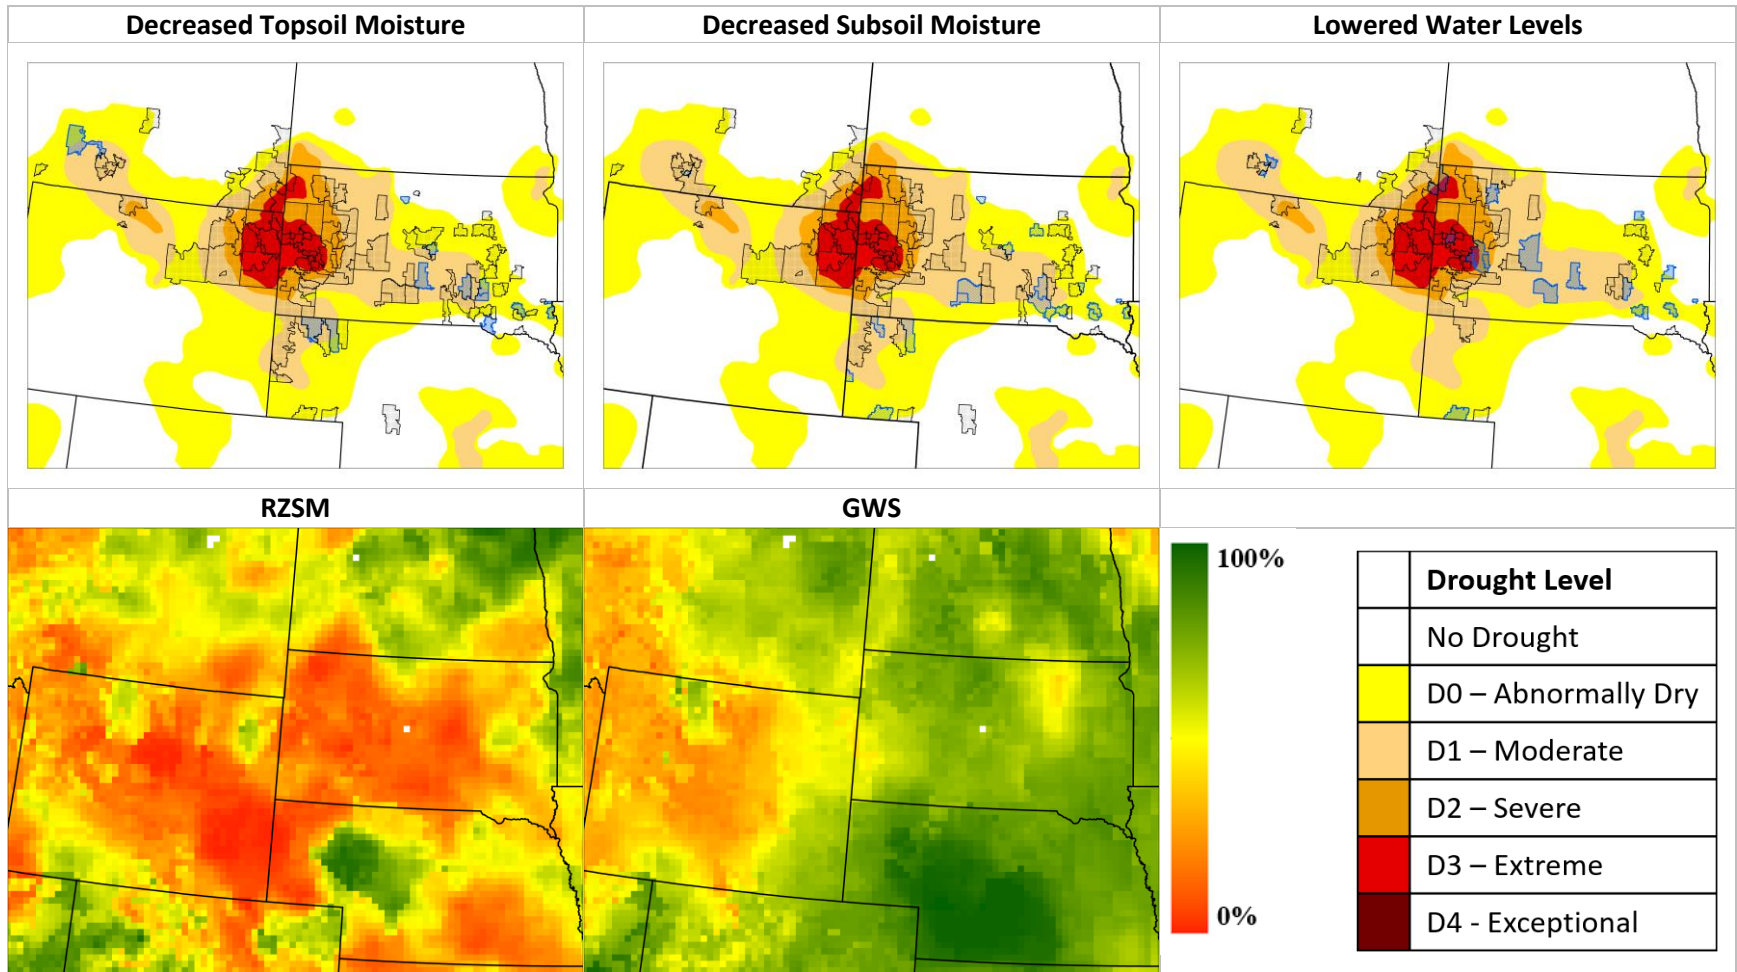 Decreased Topsoil Moisture
Decreased Subsoil Moisture
Lowered Water Levels
RZSM
GWS
100%
0%
Drought Level
No Drought
D0 – Abnormally Dry
D1 – Moderate
D2 – Severe
D3 – Extreme
D4 - Exceptional